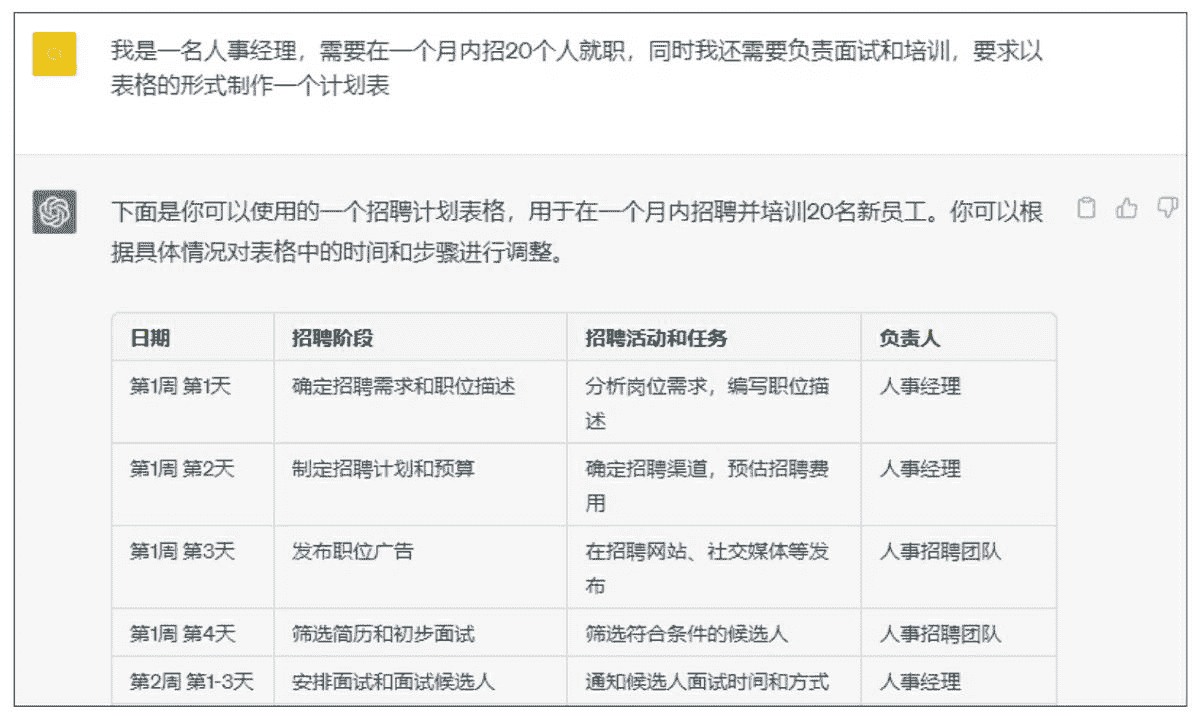 我是一名人事经理，需要在一个月内招20个人就职，同时我还需要负责面试和培训，要求以
表格的形式制作一个计划表
下面是你可以使用的一个招聘计划表格，用于在一个月内招聘并培训20名新员工。你可以根
据具体情况对表格中的时间和步骤进行调整。
日期 招聘阶段 招聘活动和任务 负责人
第1周 第1天 确定招聘需求和职位描述 分析岗位需求，编写职位描 人事经理
述
第1周 第2天 制定招聘计划和预算 确定招聘渠道，预估招聘费 人事经理
用
第1周 第3天 发布职位广告 在招聘网站、社交媒体等发 人事招聘团队
布
第1周 第4天 筛选简历和初步面试 筛选符合条件的候选人 人事招聘团队
第2周 第1-3天 安排面试和面试候选人 通知候选人面试时间和方式 人事经理